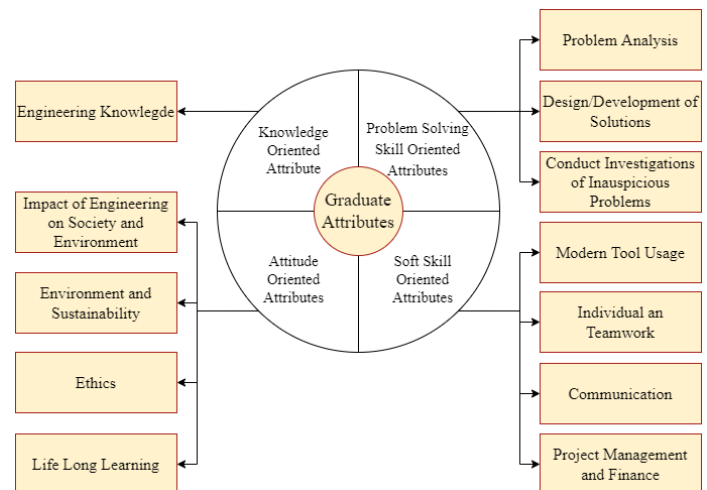 Engineering Knowlegde
Impact of Engineering
on Society and
Environment
Environment and
Sustainability
Ethics
Life Long Learning
Knowledge
Oriented
Attribute
Problem Solving
Skill Oriented
Attributes
Graduate
Attributes
Attitude
Oriented
Attributes
Soft Skill
Oriented
Attributes
Problem Analysis
Design/Development of
Solutions
Conduct Investigations
of Inauspicious
Problems
Modern Tool Usage
Individual an
Teamwork
Communication
Project Management
and Finance